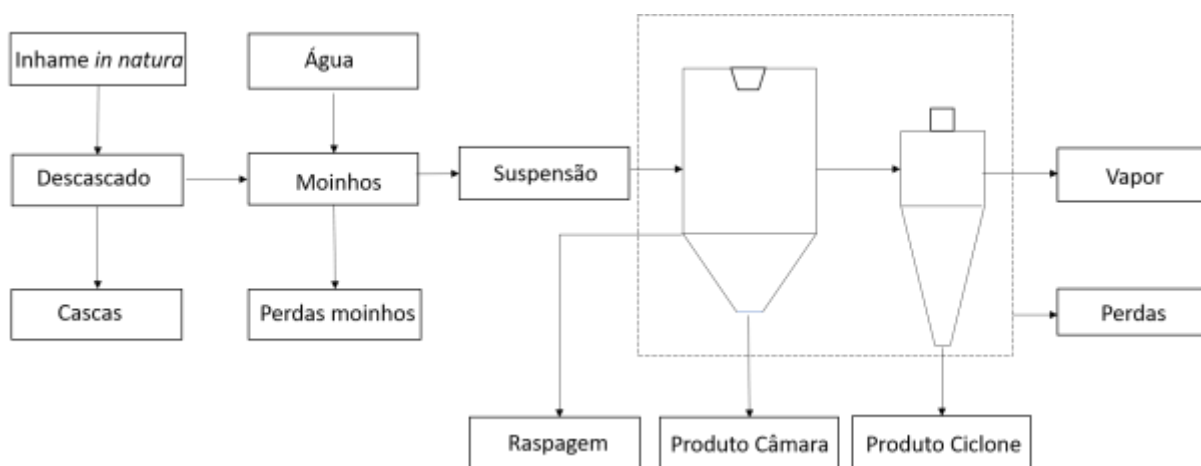 Inhame in natura
Água
Descascado
Moinhos
Suspensão
Vapor
Cascas
Perdas moinhos
Perdas
Raspagem
Produto Câmara
Produto Ciclone